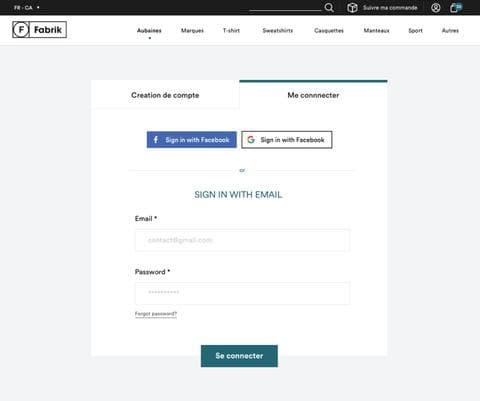 FR - CA
Suivre ma commande
F Fabrik
Aubaines Marques T-shirt Sweatshirts Casquettes Manteaux Sport Autres
Creation de compte
Me connnecter
f Sign in with Facebook
G Sign in with Facebook
or
SIGN IN WITH EMAIL
Email *
contact@gmail.com
Password *
----------
Forgot password?
Se connecter